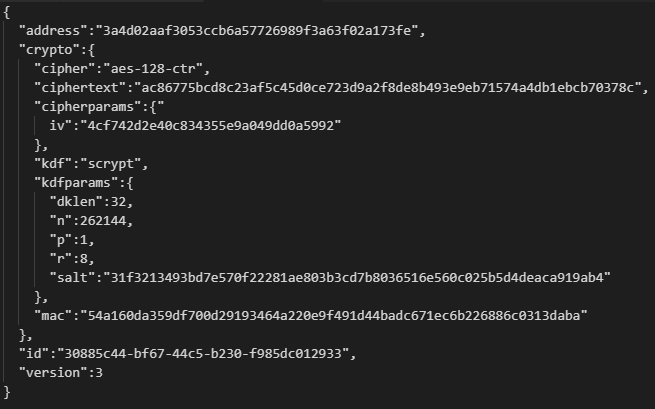 {
"address":"3a4d02aaf3053ccb6a57726989f3a63f02a173fe",
"crypto":{
"cipher":"aes-128-ctr",
"ciphertext":"ac86775bcd8c23af5c45d0ce723d9a2f8de8b493e9eb71574a4db1ebcb70378c",
"cipherparams":{"
iv":"4cf742d2e40c834355e9a049dd0a5992"
},
"kdf":"scrypt",
"kdfparams":{
"dklen":32,
"n":262144,
"p":1,
"r":8,
"salt":"31f3213493bd7e570f22281ae803b3cd7b8036516e560c025b5d4deaca919ab4"
},
"mac":"54a160da359df700d29193464a220e9f491d44badc671ec6b226886c0313daba"
},
"id":"30885c44-bf67-44c5-b230-f985dc012933",
"version":3
}